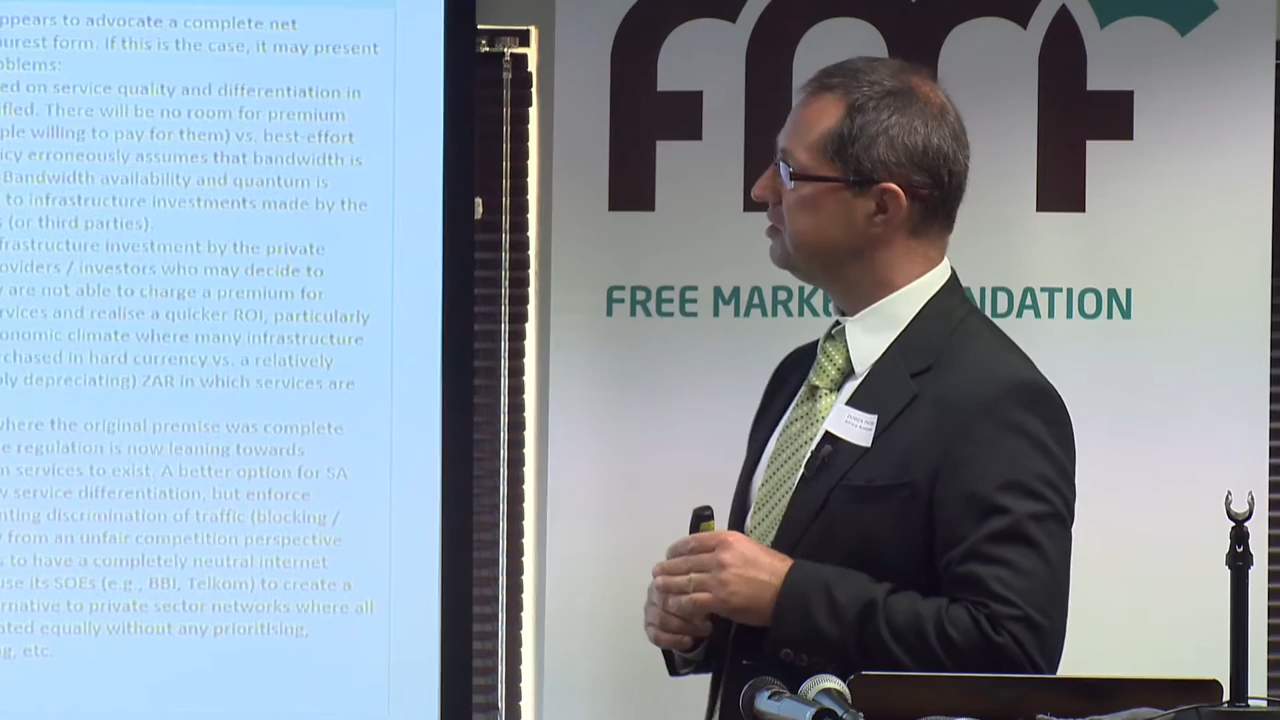 ppears to advocate a complete net
purest form. If this is the case, it may present
oblems:
ed on service quality and differentiation in
ified. There will be no room for premium
ple willing to pay for them) vs. best-effort
icy erroneously assumes that bandwidth is
Bandwidth availability and quantum is
to infrastructure investments made by the
s (or third parties).
frastructure investment by the private
oviders / investors who may decide to
y are not able to charge a premium for
rvices and realise a quicker ROI, particularly
onomic climate where many infrastructure
rchased in hard currency vs. a relatively
bly depreciating) ZAR in which services are
where the original premise was complete
e regulation is now leaning towards
n services to exist. A better option for SA
w service differentiation, but enforce
nting discrimination of traffic (blocking /
y from an unfair competition perspective
s to have a completely neutral internet
use its SOEs (e.g., BBI, Telkom) to create a
rnative to private sector networks where all
ated equally without any prioritising,
g, etc.
FMF
FREE MARKE NDATION